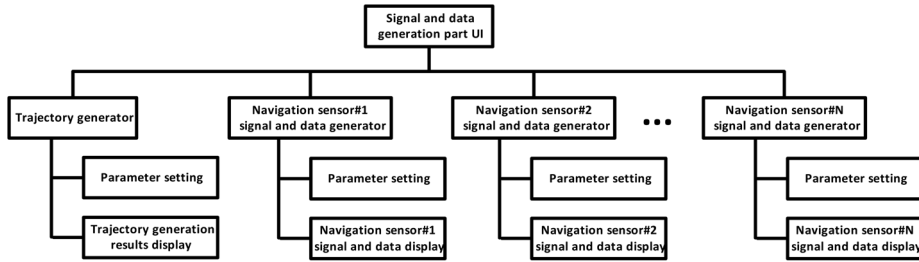 Signal and data
generation part UI
Trajectory generator
Navigation sensor#1
signal and data generator
Navigation sensor#2
signal and data generator
•••
Navigation sensor#N
signal and data generator
Parameter setting
Parameter setting
Parameter setting
Parameter setting
Trajectory generation
results display
Navigation sensor#1
signal and data display
Navigation sensor#2
signal and data display
Navigation sensor#N
signal and data display